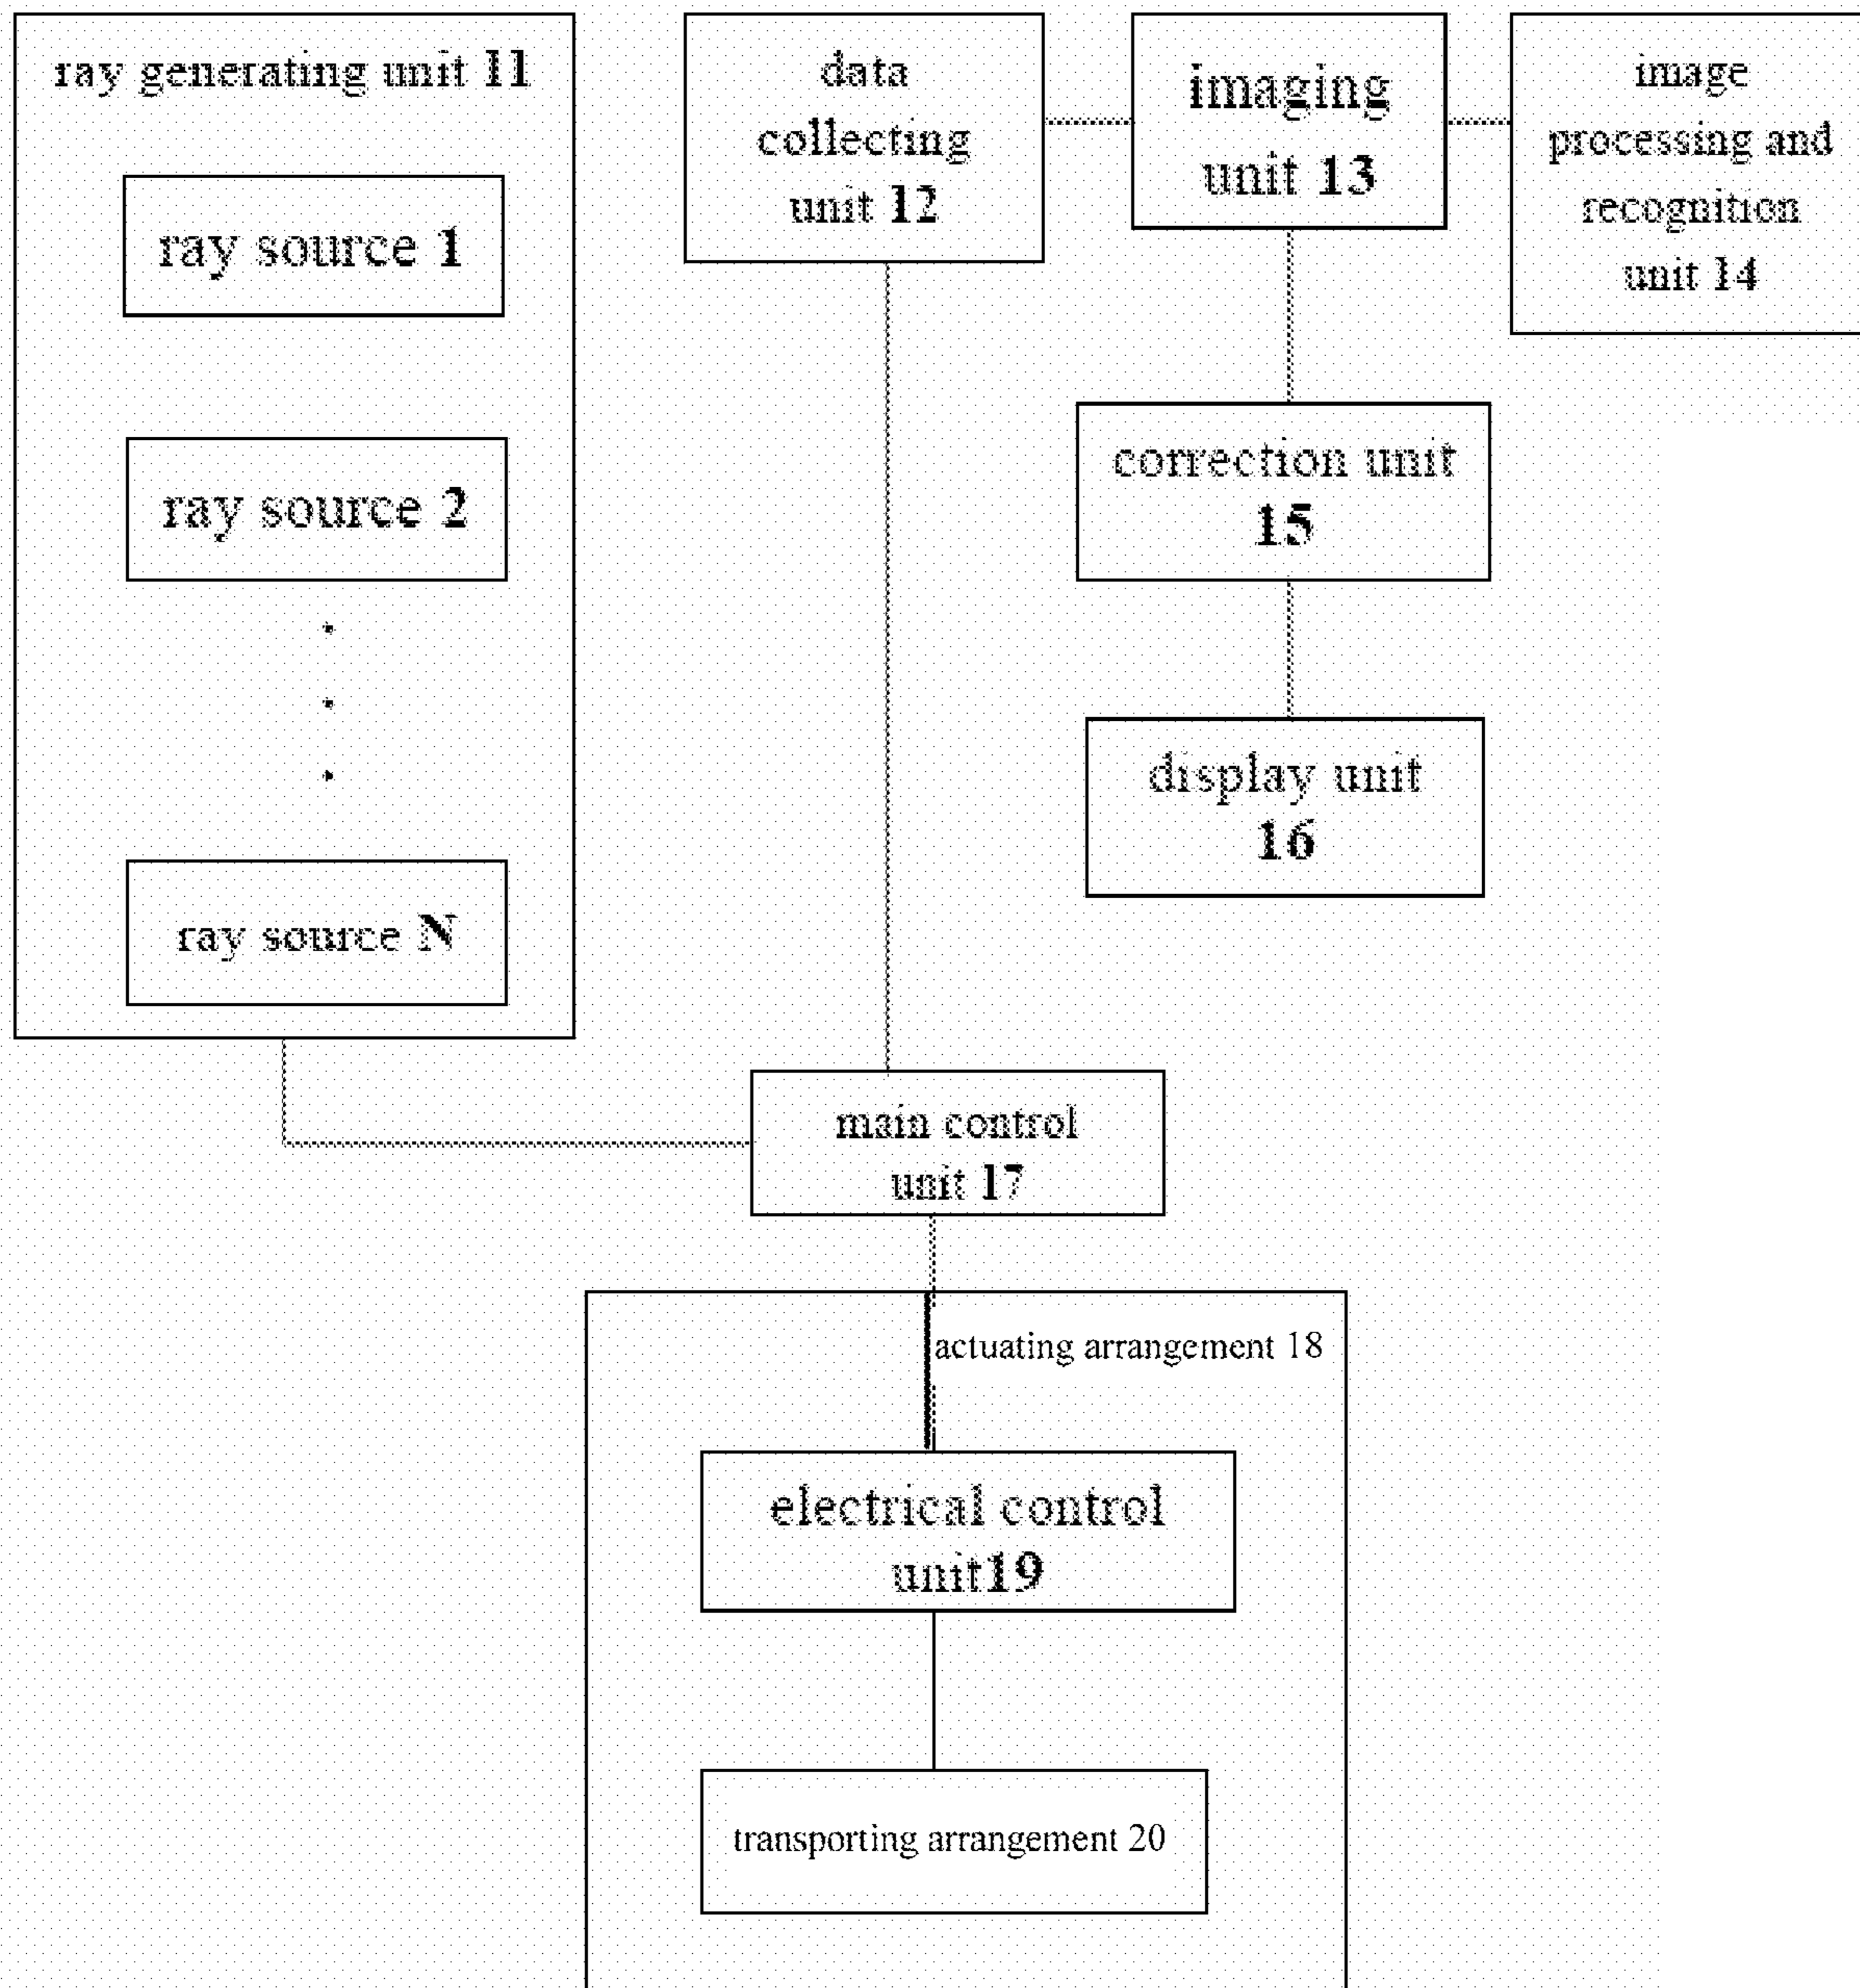 ray generating unit 11
ray source 1
ray source 2
ray source N
data
collecting
unit 12
imaging
unit 13
image
processing and
recognition
unit 14
correction unit
15
display unit
16
main control
unit 17
actuating arrangement 18
electrical control
unit19
transporting arrangement 20